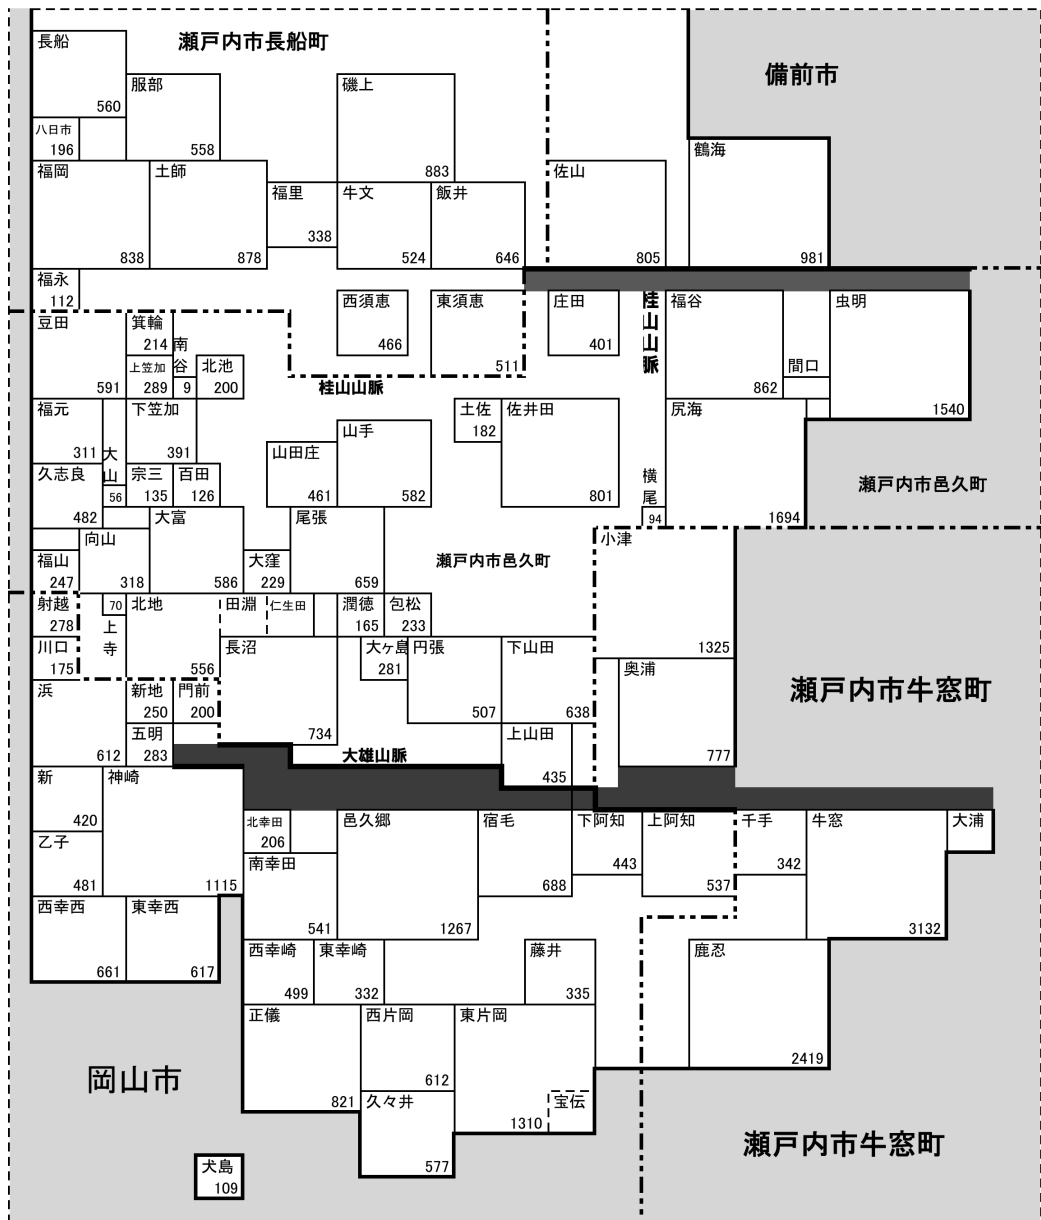 瀬戸内市長船町
備前市
長船
560
服部
558
磯上
883
八日市
196
鶴海
981
福岡
838
土師
878
福里
338
牛文
524
飯井
646
佐山
805
福永
112
西須恵
466
東須恵
511
庄田
401
桂山山脈
福谷
862
間口
虫明
1540
豆田
591
箕輪
214
南谷
9
上笠加
289
北池
200
桂山山脈
福元
311
大山
56
下笠加
391
山田庄
461
山手
582
土佐
182
佐井田
801
尻海
1694
久志良
482
宗三
135
百田
126
横尾
94
瀬戸内市邑久町
向山
318
大富
586
大窪
229
尾張
659
瀬戸内市邑久町
小津
1325
福山
247
射越
278
70
上寺
北地
556
田淵
仁生田
潤徳
165
包松
233
川口
175
長沼
734
大ヶ島
281
円張
507
下山田
638
奥浦
777
瀬戸内市牛窓町
浜
612
新地
250
門前
200
五明
283
大雄山脈
上山田
435
新
420
神崎
1115
北幸田
206
邑久郷
1267
宿毛
688
下阿知
443
上阿知
537
千手
342
牛窓
3132
大浦
乙子
481
南幸田
541
西幸西
661
東幸西
617
西幸崎
499
東幸崎
332
藤井
335
鹿忍
2419
正儀
821
西片岡
612
東片岡
1310
宝伝
久々井
577
岡山市
瀬戸内市牛窓町
犬島
109